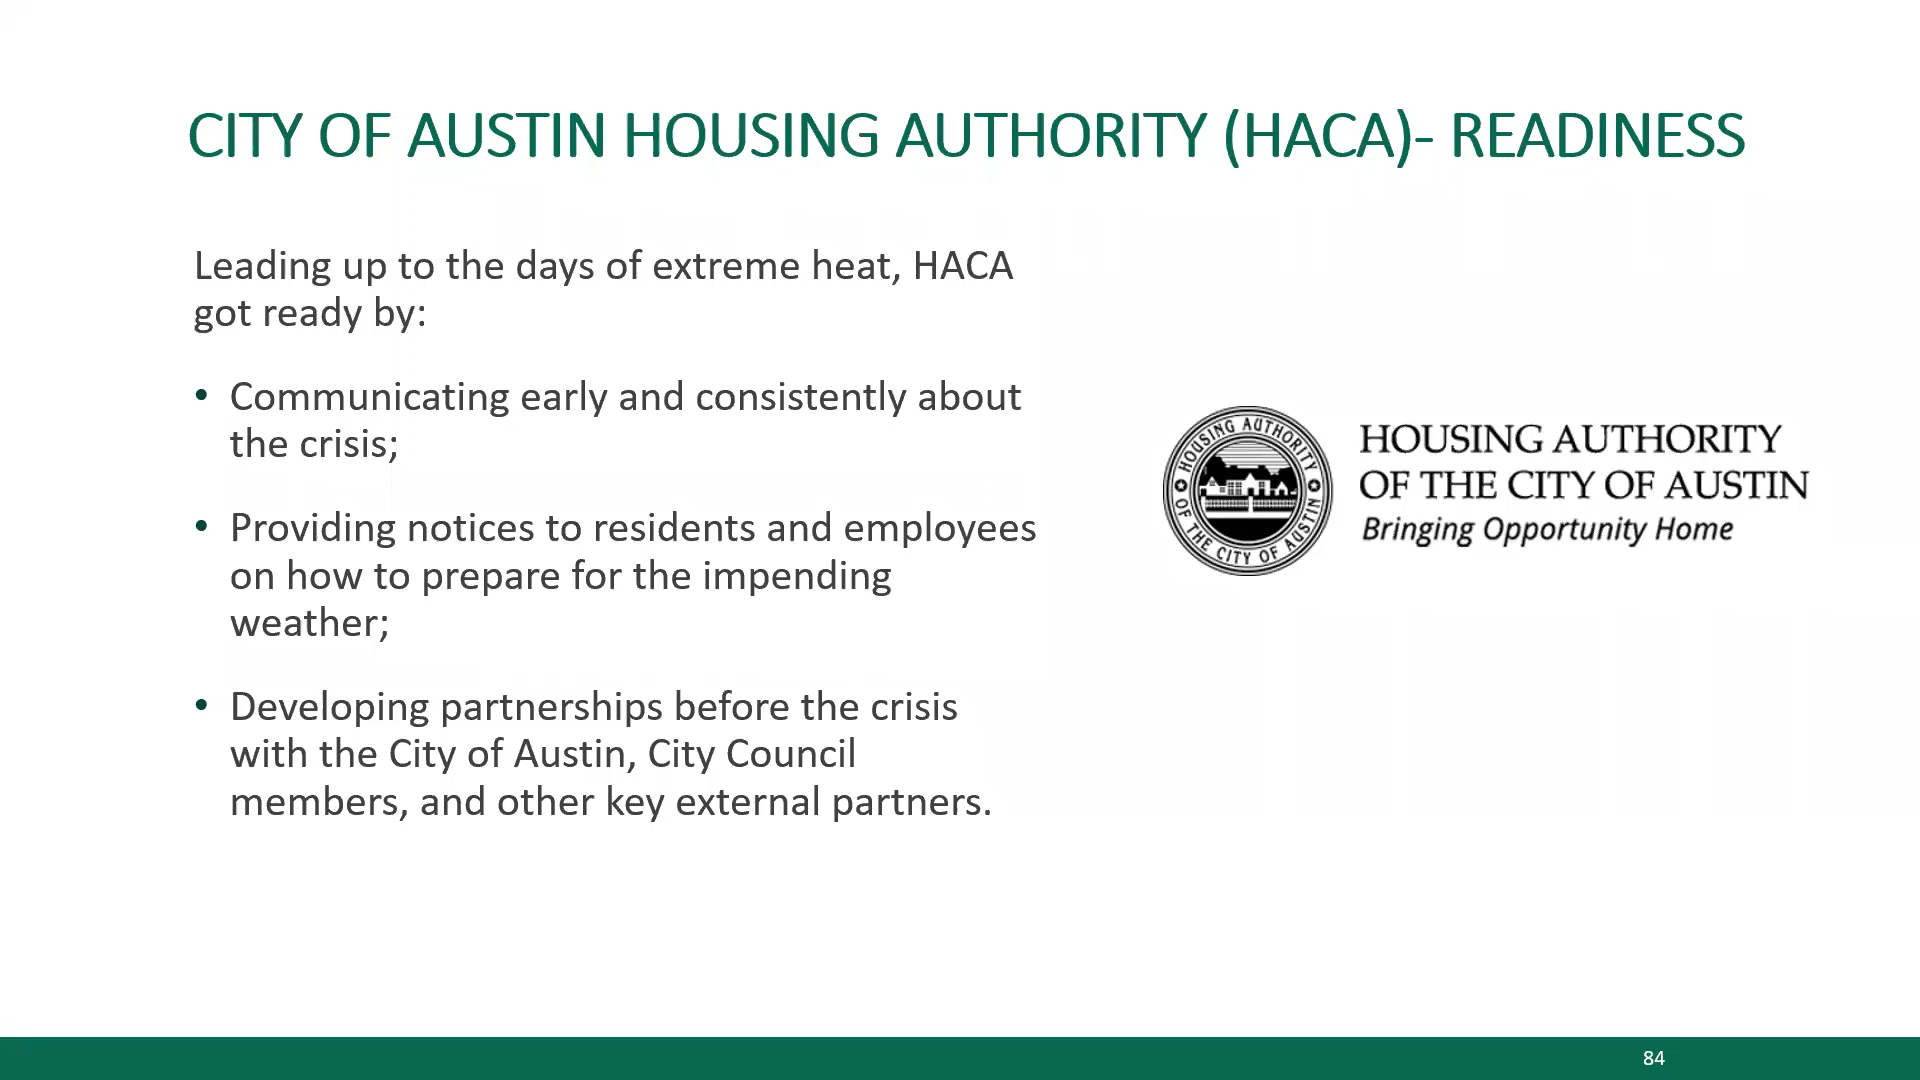 CITY OF AUSTIN HOUSING AUTHORITY (HACA)- READINESS
Leading up to the days of extreme heat, HACA
got ready by:
• Communicating early and consistently about
the crisis;
• Providing notices to residents and employees
on how to prepare for the impending
weather;
• Developing partnerships before the crisis
with the City of Austin, City Council
members, and other key external partners.
HOUSING AUTHORITY
OF THE CITY OF AUSTIN
HOUSING AUTHORITY
OF THE CITY OF AUSTIN
Bringing Opportunity Home
84